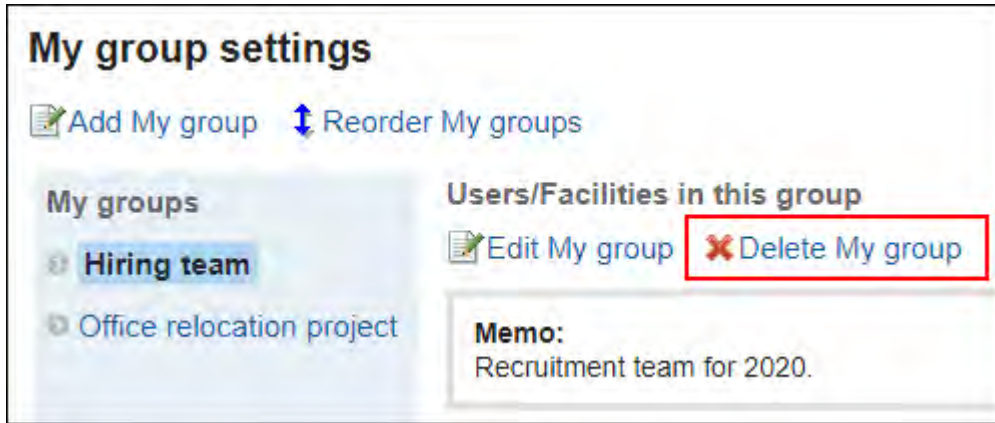 My group settings
Add My group Reorder My groups
My groups
Hiring team
Office relocation project
Users/Facilities in this group
Edit My group Delete My group
Memo:
Recruitment team for 2020.